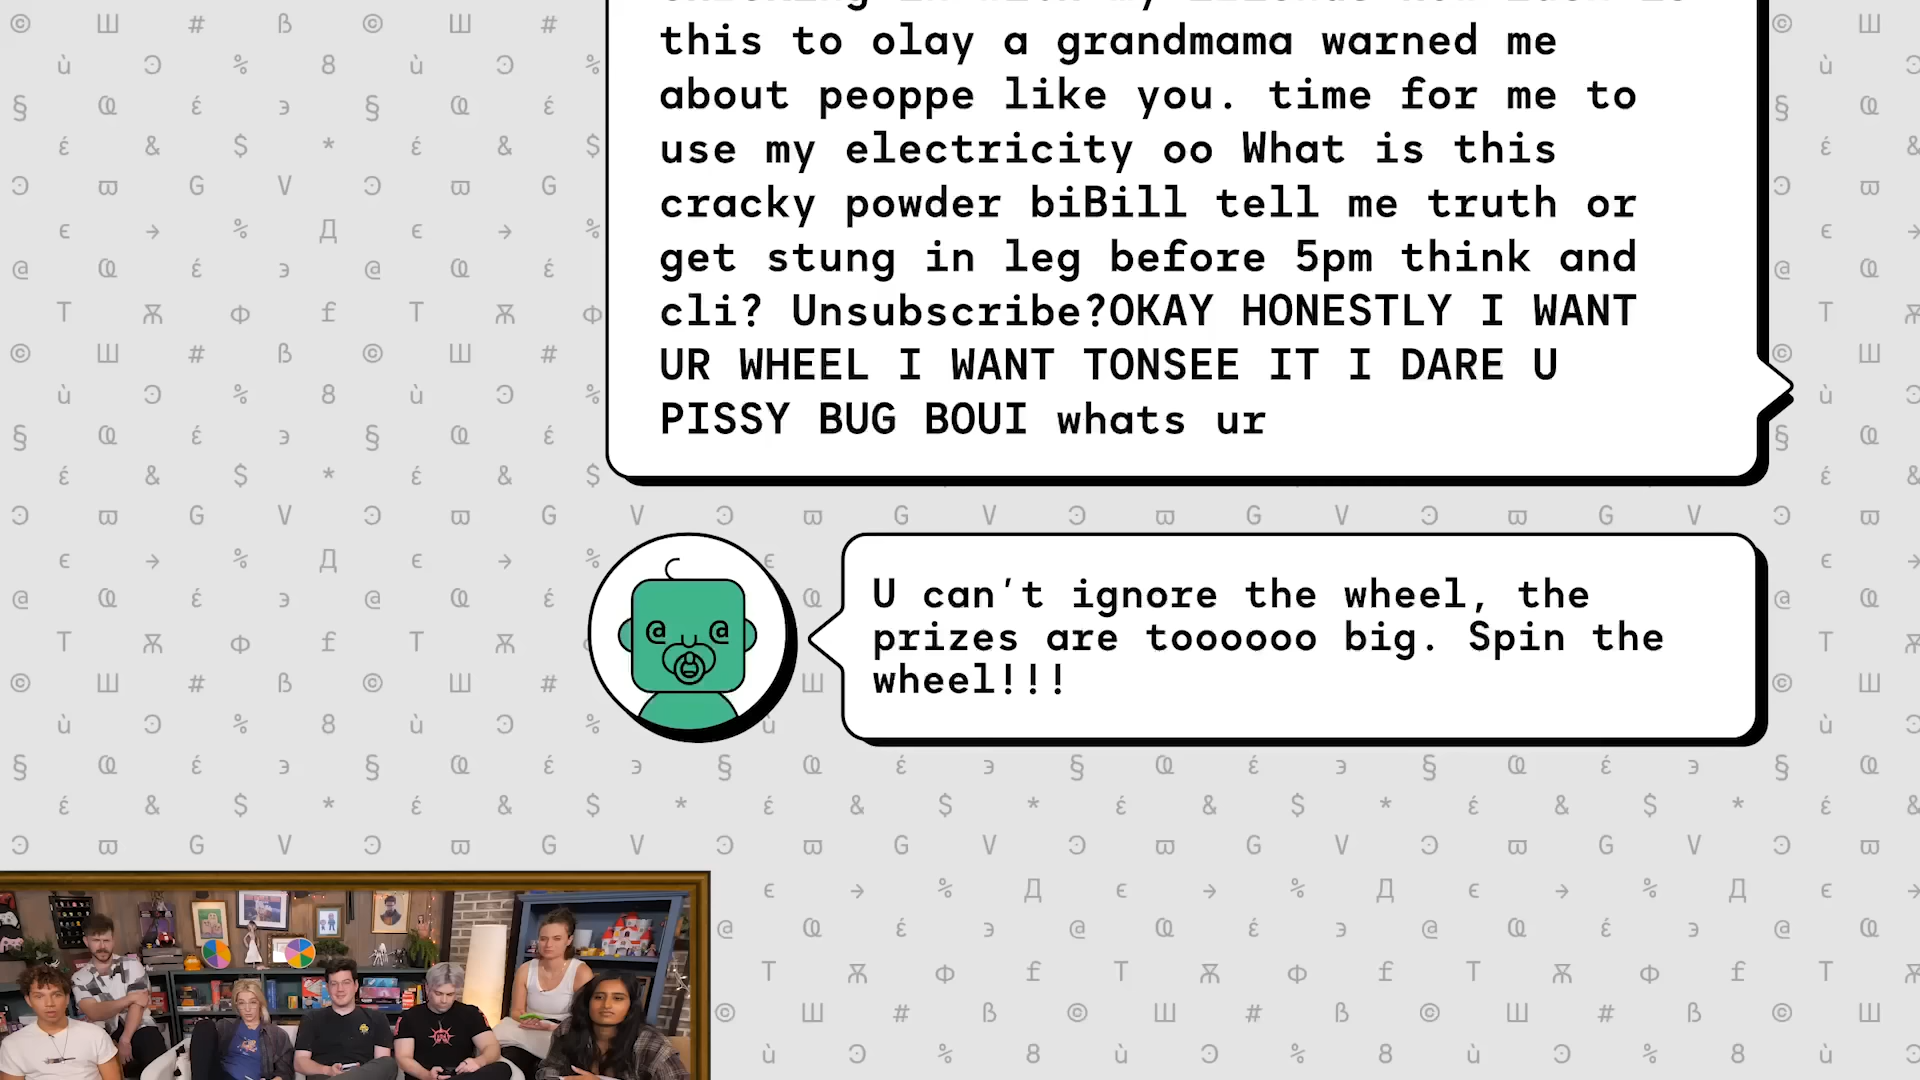 this to olay a grandmama warned me
about peoppe like you. time for me to
use my electricity oo What is this
cracky powder biBill tell me truth or
get stung in leg before 5pm think and
cli? Unsubscribe?OKAY HONESTLY I WANT
UR WHEEL I WANT TONSEE IT I DARE U
PISSY BUG BOUI whats ur
U can't ignore the wheel, the
prizes are toooooo big. Spin the
wheel!!!